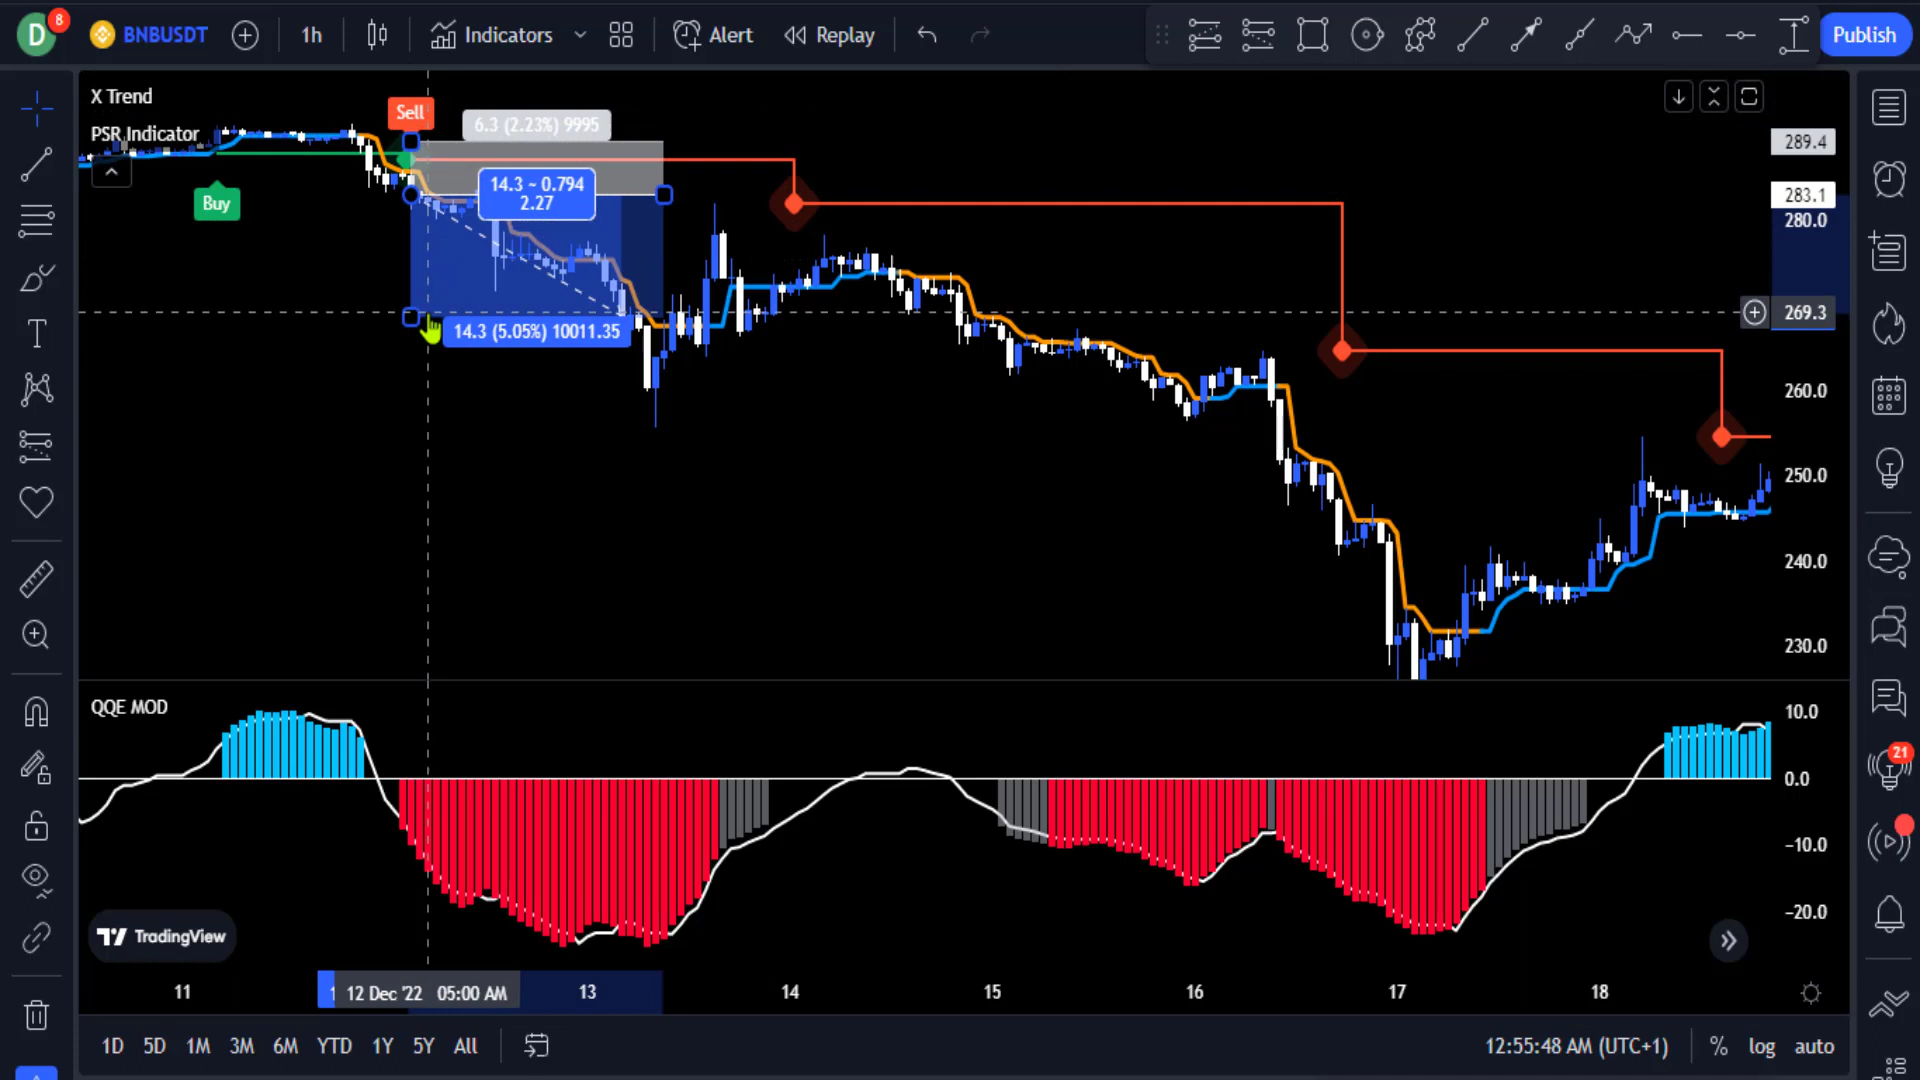 D 8 BNBUSDT 1h Indicators Alert Replay Publish
X Trend
PSR Indicator
Sell
6.3 (2.23%) 9995
Buy
14.3 ~ 0.794
2.27
14.3 (5.05%) 10011.35
289.4
283.1
280.0
269.3
260.0
250.0
240.0
230.0
QQE MOD
10.0
0.0
−10.0
−20.0
21
TradingView
11 12 Dec '22 05:00 AM 13 14 15 16 17 18
1D 5D 1M 3M 6M YTD 1Y 5Y All 12:55:48 AM (UTC+1) % log auto